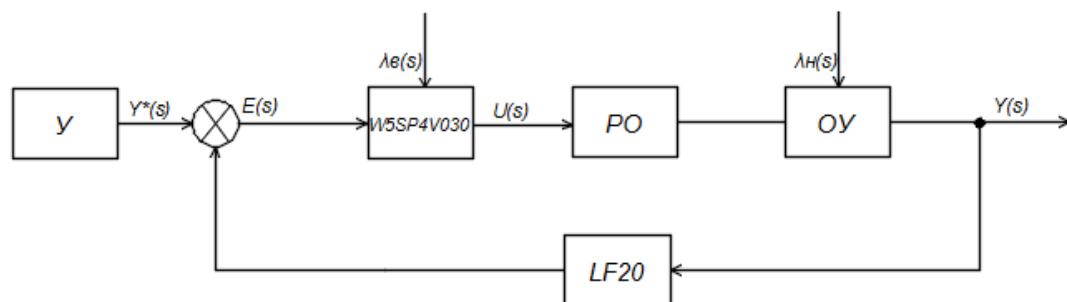 λв(s)
λн(s)
У
Y*(s)
E(s)
W5SP4V030
U(s)
РО
ОУ
Y(s)
LF20